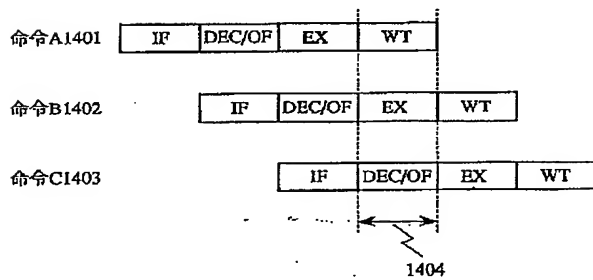 命令A1401 IF DEC/OF EX WT
命令B1402 IF DEC/OF EX WT
命令C1403 IF DEC/OF EX WT
1404